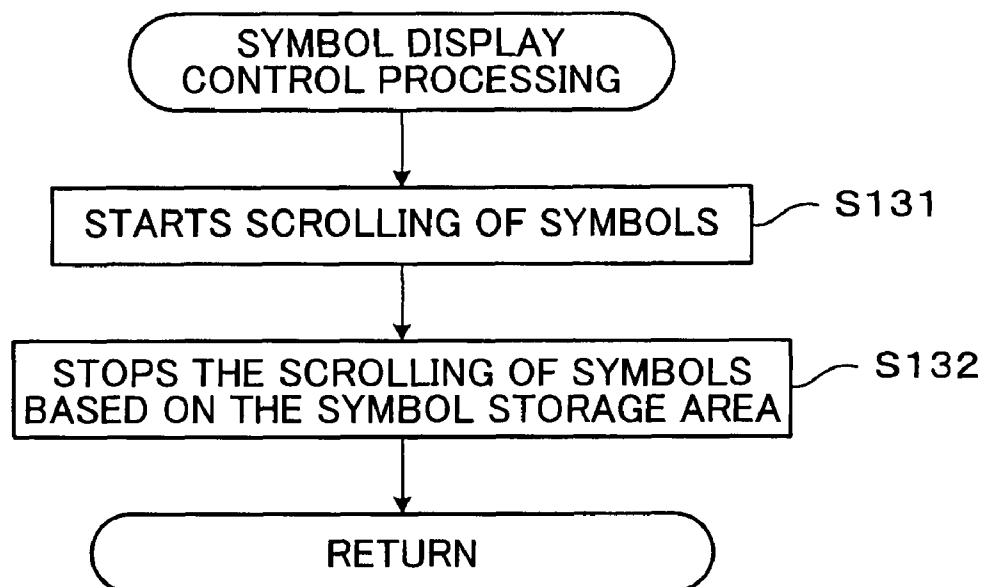 SYMBOL DISPLAY
CONTROL PROCESSING
STARTS SCROLLING OF SYMBOLS
S131
STOPS THE SCROLLING OF SYMBOLS
BASED ON THE SYMBOL STORAGE AREA
S132
RETURN